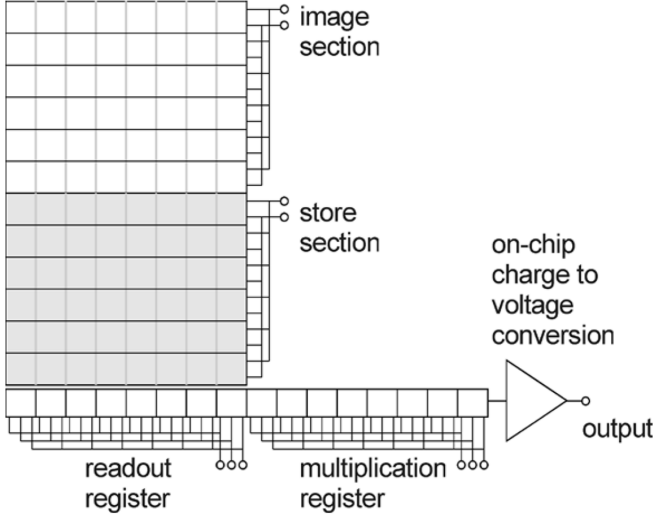 image
section
store
section
on-chip
charge to
voltage
conversion
output
readout
register
multiplication
register